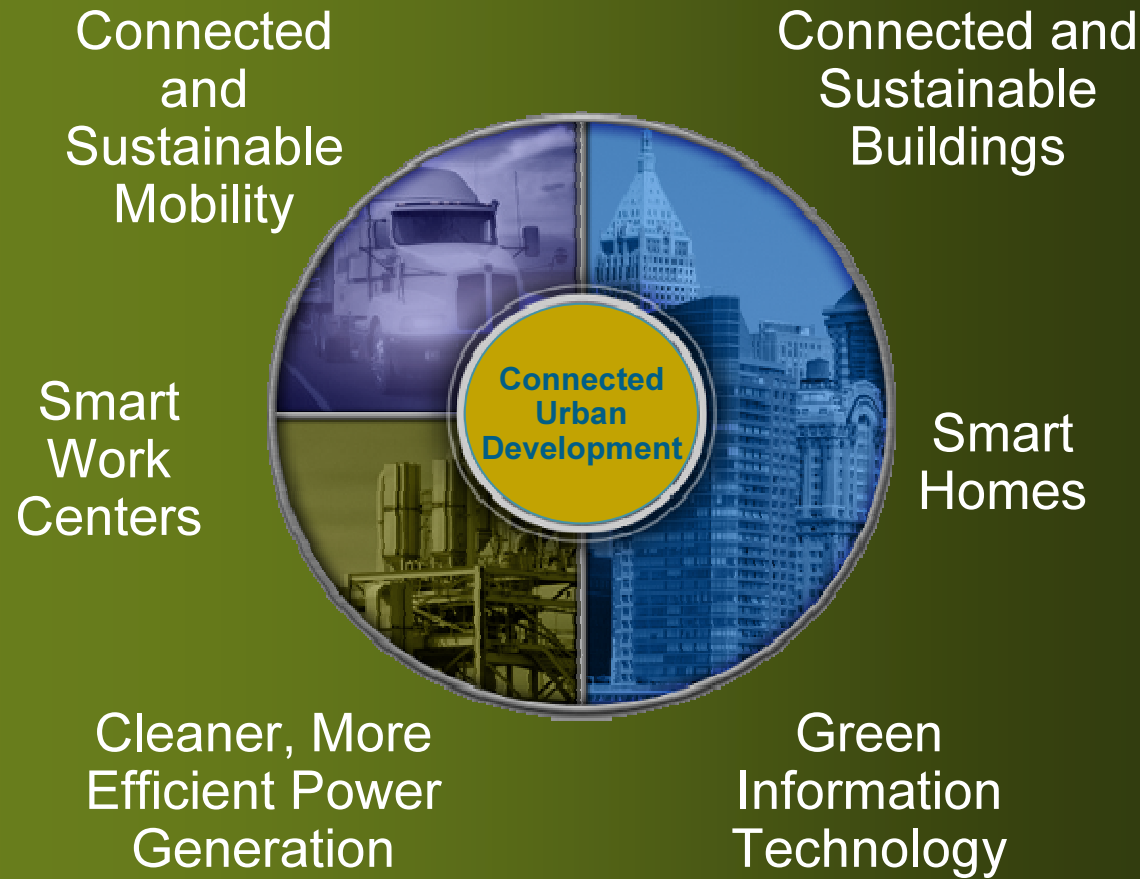 Connected
and
Sustainable
Mobility
Connected and
Sustainable
Buildings
Smart
Work
Centers
Connected
Urban
Development
Smart
Homes
Cleaner, More
Efficient Power
Generation
Green
Information
Technology